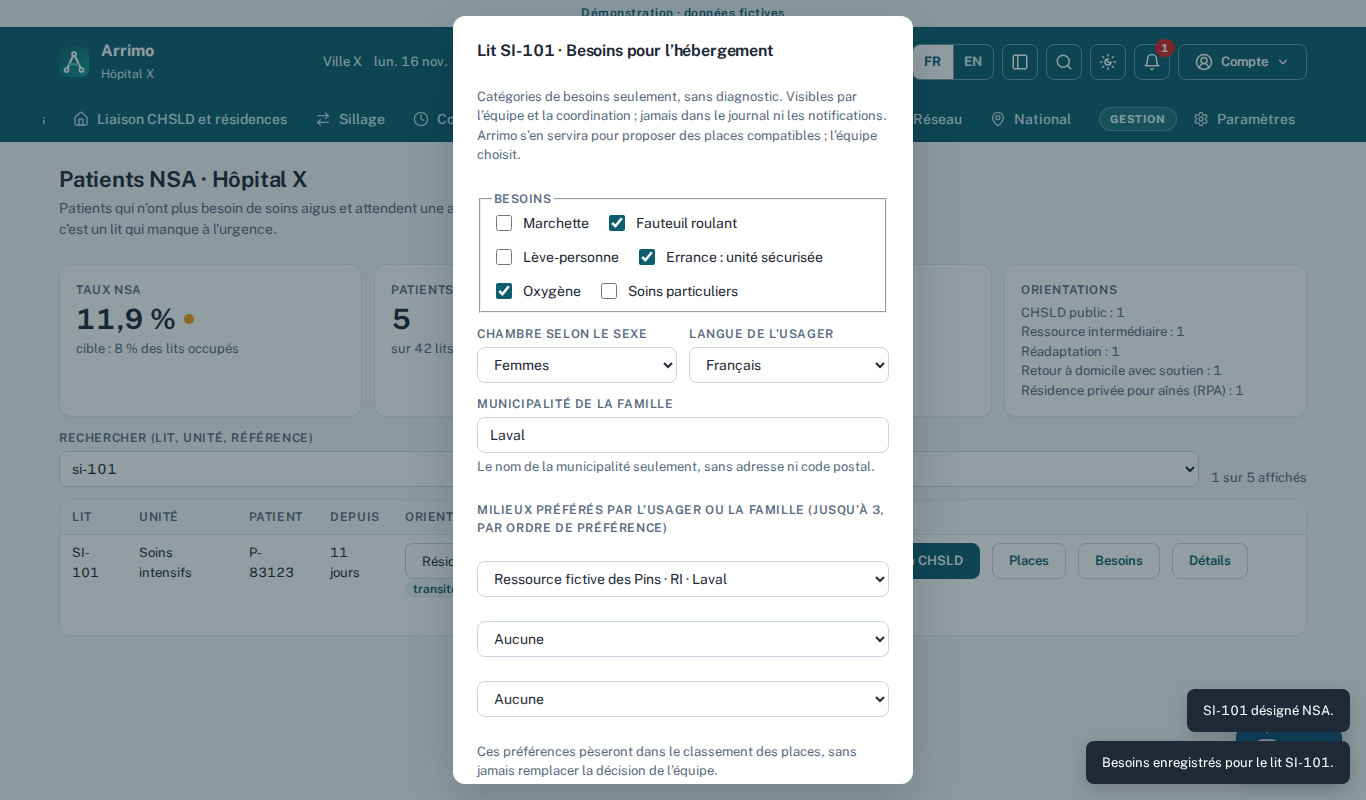 Démonstration · données fictives
Arrimo
Hôpital X
Ville X lun. 16 nov.
FR EN
1
Compte
Liaison CHSLD et résidences
Sillage
Réseau
National
GESTION
Paramètres
Patients NSA · Hôpital X
Patients qui n’ont plus besoin de soins aigus et attendent une
c’est un lit qui manque à l’urgence.
TAUX NSA
11,9 %
cible : 8 % des lits occupés
PATIENTS
5
sur 42 lits
ORIENTATIONS
CHSLD public : 1
Ressource intermédiaire : 1
Réadaptation : 1
Retour à domicile avec soutien : 1
Résidence privée pour aînés (RPA) : 1
RECHERCHER (LIT, UNITÉ, RÉFÉRENCE)
si-101
1 sur 5 affichés
LIT UNITÉ PATIENT DEPUIS
SI-101
Soins intensifs
P-83123
11 jours
CHSLD
Places
Besoins
Détails
Lit SI-101 · Besoins pour l’hébergement
Catégories de besoins seulement, sans diagnostic. Visibles par
l’équipe et la coordination ; jamais dans le journal ni les notifications.
Arrimo s’en servira pour proposer des places compatibles ; l’équipe
choisit.
BESOINS
Marchette Fauteuil roulant
Lève-personne Errance : unité sécurisée
Oxygène Soins particuliers
CHAMBRE SELON LE SEXE LANGUE DE L’USAGER
Femmes Français
MUNICIPALITÉ DE LA FAMILLE
Laval
Le nom de la municipalité seulement, sans adresse ni code postal.
MILIEUX PRÉFÉRÉS PAR L’USAGER OU LA FAMILLE (JUSQU’À 3,
PAR ORDRE DE PRÉFÉRENCE)
Ressource fictive des Pins · RI · Laval
Aucune
Aucune
Ces préférences pèseront dans le classement des places, sans
jamais remplacer la décision de l’équipe.
SI-101 désigné NSA.
Besoins enregistrés pour le lit SI-101.